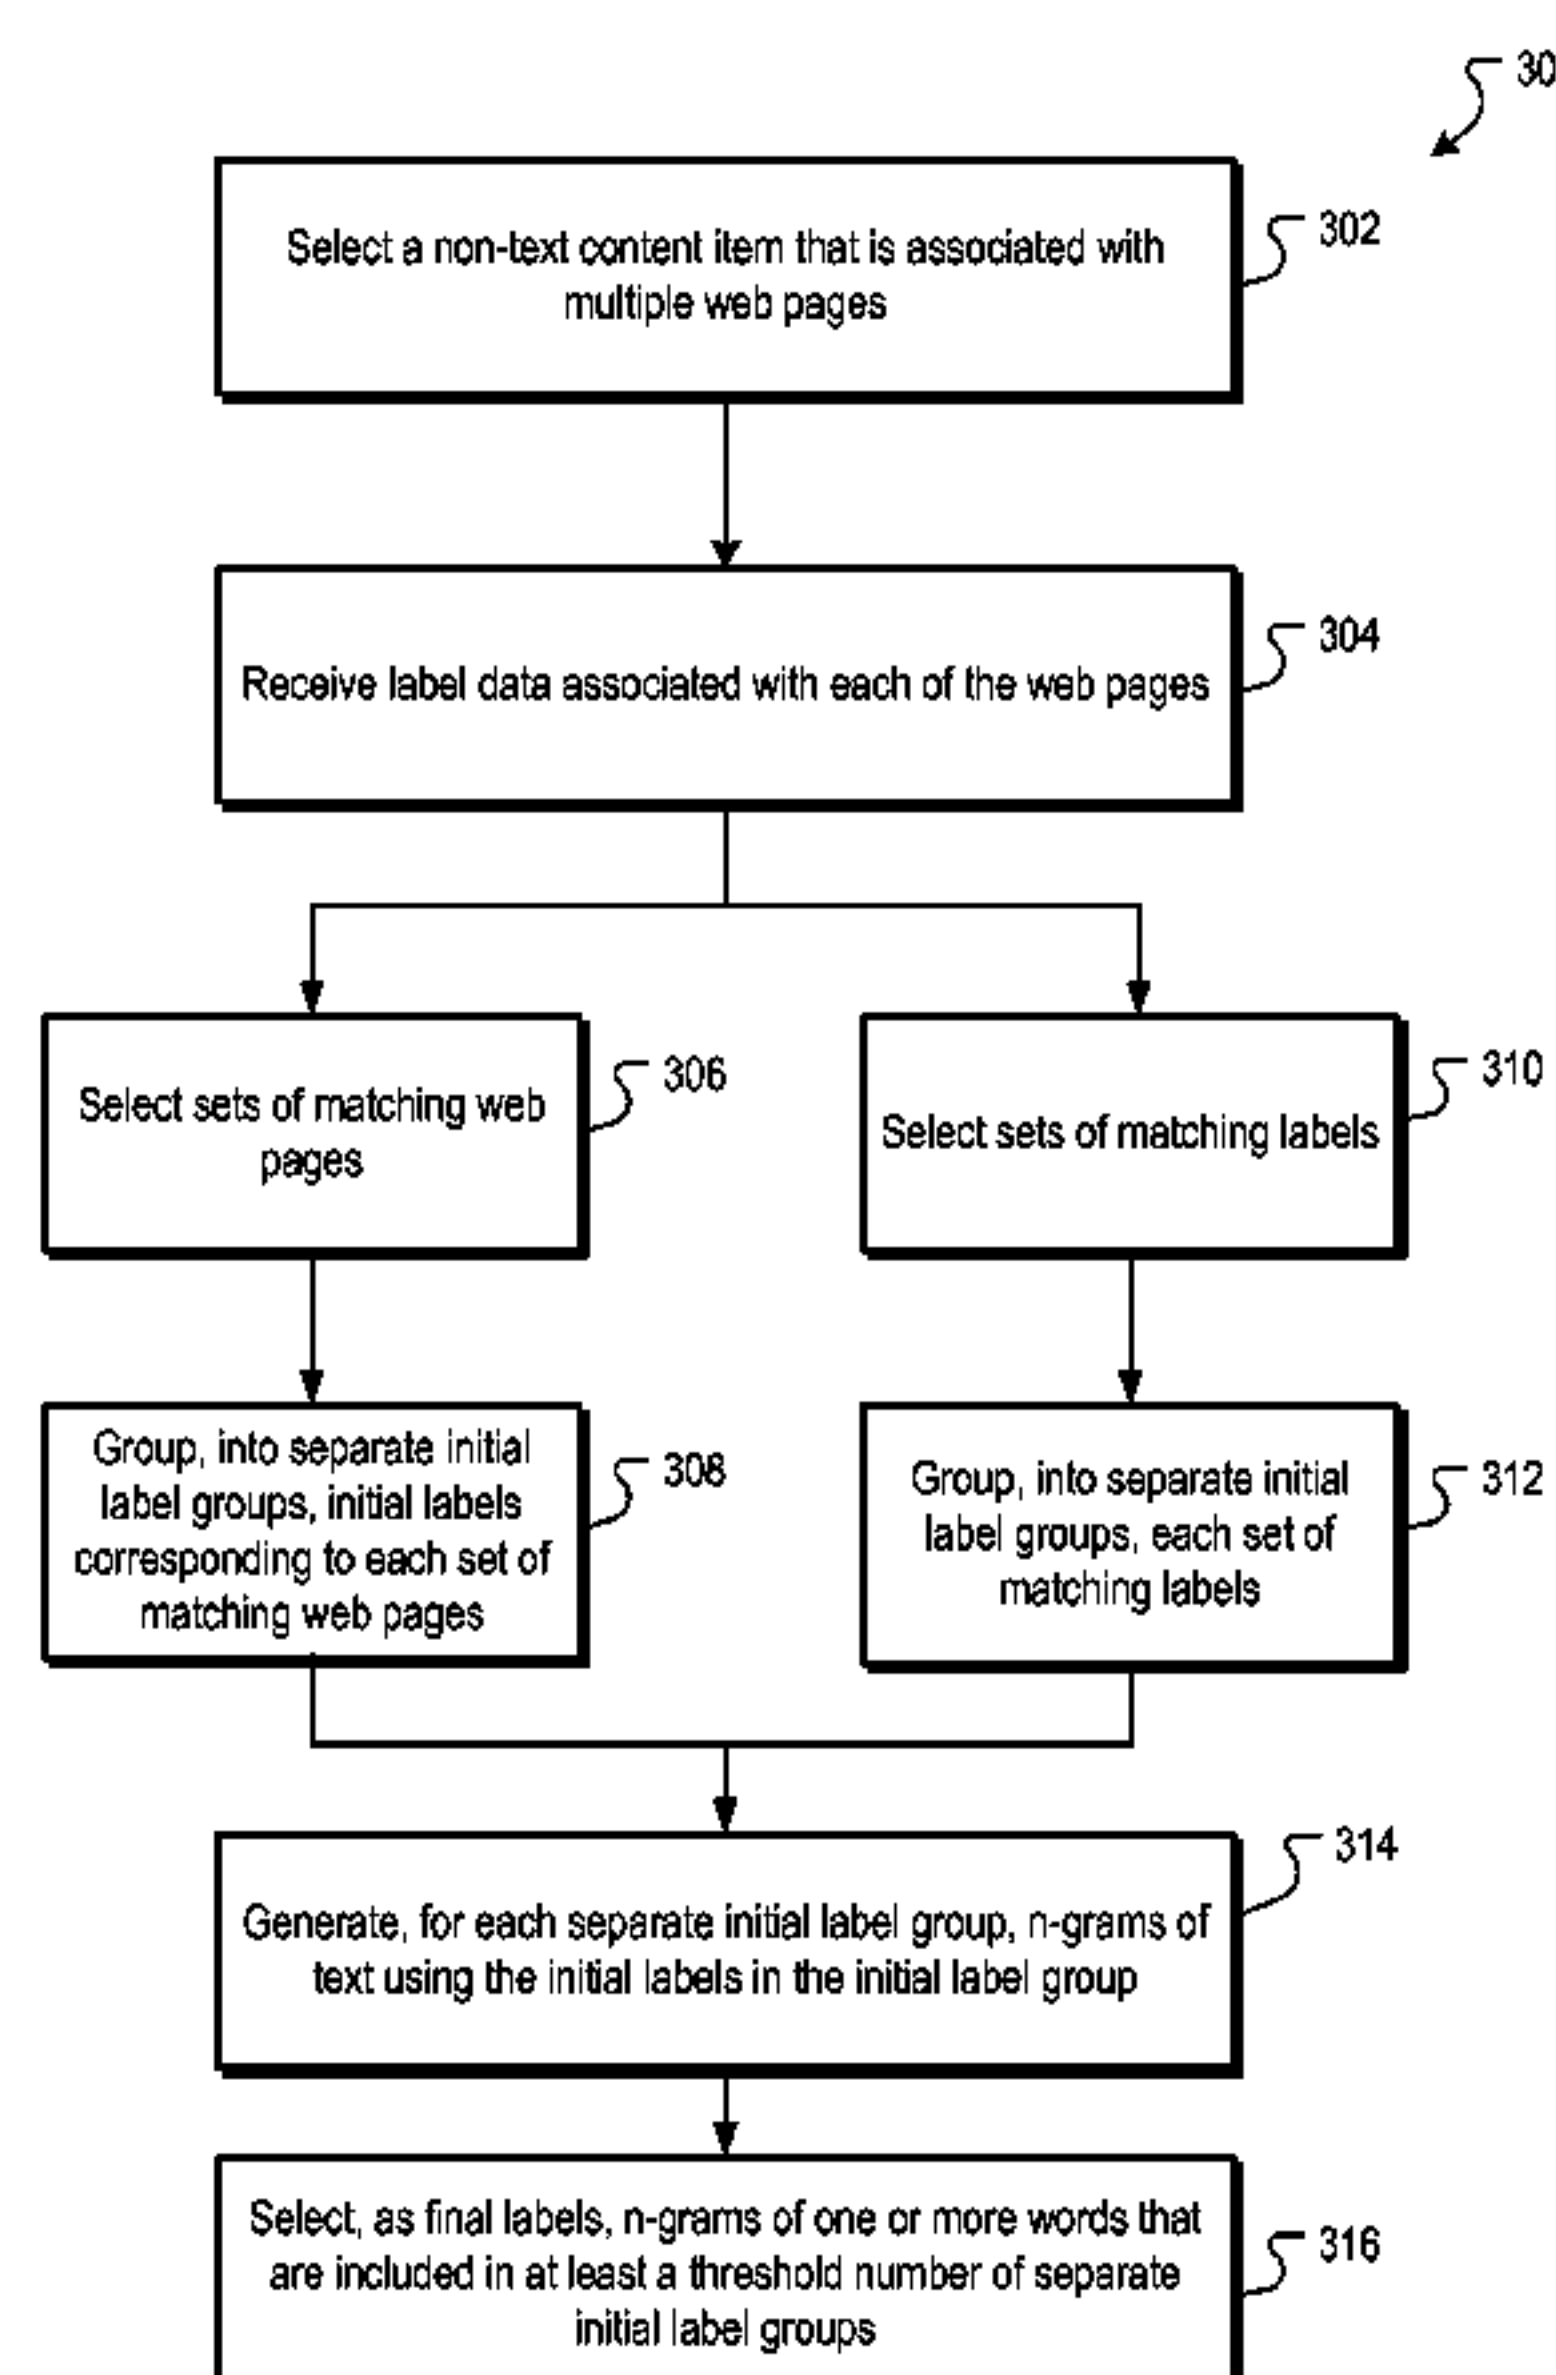 30
Select a non-text content item that is associated with
multiple web pages
302
Receive label data associated with each of the web pages
304
Select sets of matching web
pages
306
Select sets of matching labels
310
Group, into separate initial
label groups, initial labels
corresponding to each set of
matching web pages
308
Group, into separate initial
label groups, each set of
matching labels
312
Generate, for each separate initial label group, n-grams of
text using the initial labels in the initial label group
314
Select, as final labels, n-grams of one or more words that
are included in at least a threshold number of separate
initial label groups
316